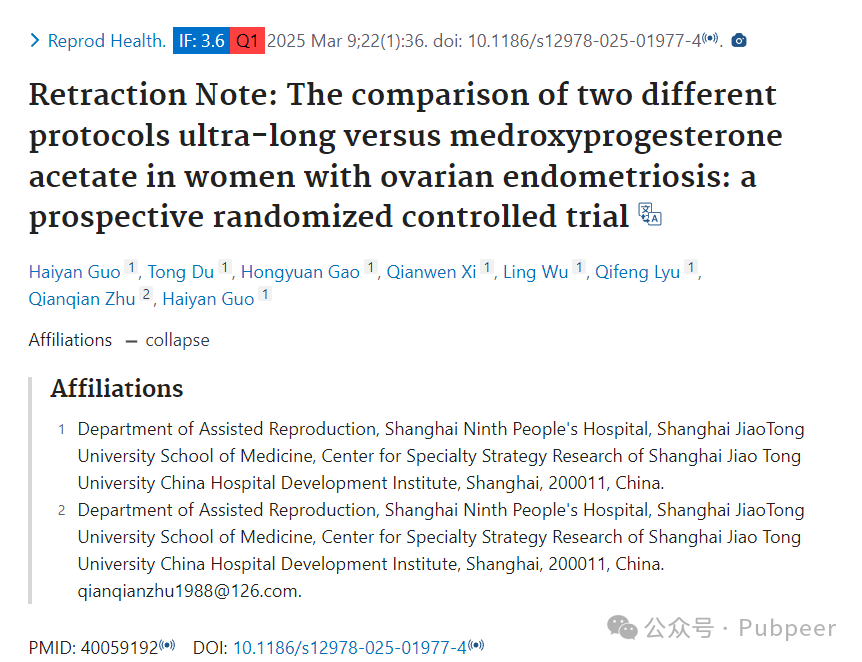 Reprod Health. IF: 3.6 Q1 2025 Mar 9;22(1):36. doi: 10.1186/s12978-025-01977-4.
Retraction Note: The comparison of two different
protocols ultra-long versus medroxyprogesterone
acetate in women with ovarian endometriosis: a
prospective randomized controlled trial
Haiyan Guo 1, Tong Du 1, Hongyuan Gao 1, Qianwen Xi 1, Ling Wu 1, Qifeng Lyu 1,
Qianqian Zhu 2, Haiyan Guo 1
Affiliations — collapse
Affiliations
1 Department of Assisted Reproduction, Shanghai Ninth People's Hospital, Shanghai JiaoTong
University School of Medicine, Center for Specialty Strategy Research of Shanghai Jiao Tong
University China Hospital Development Institute, Shanghai, 200011, China.
2 Department of Assisted Reproduction, Shanghai Ninth People's Hospital, Shanghai JiaoTong
University School of Medicine, Center for Specialty Strategy Research of Shanghai Jiao Tong
University China Hospital Development Institute, Shanghai, 200011, China.
qianqianzhu1988@126.com.
公众号 · Pubpeer
PMID: 40059192 DOI: 10.1186/s12978-025-01977-4